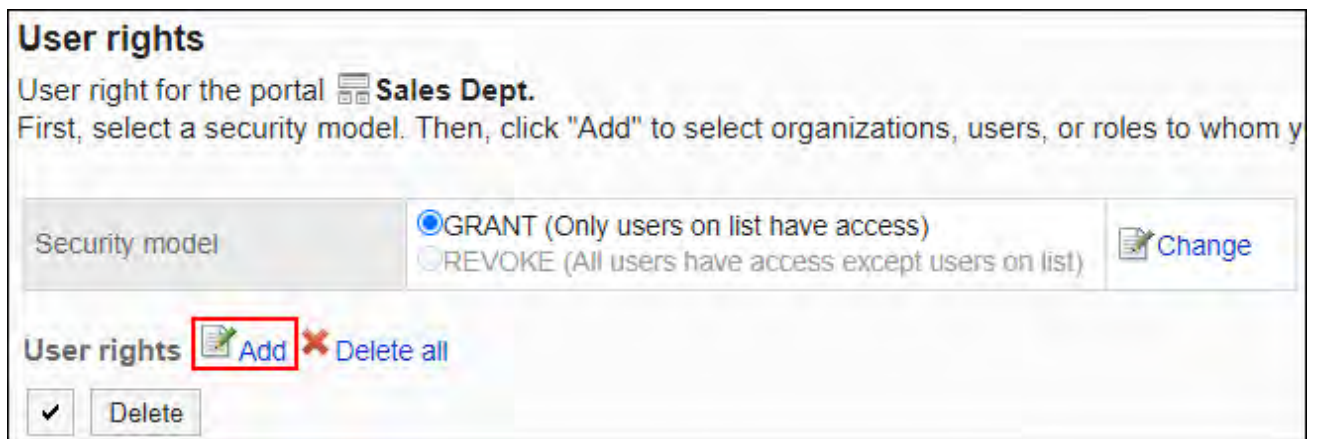 User rights
User right for the portal Sales Dept.
First, select a security model. Then, click "Add" to select organizations, users, or roles to whom y
Security model
GRANT (Only users on list have access)
REVOKE (All users have access except users on list)
Change
User rights Add Delete all
Delete